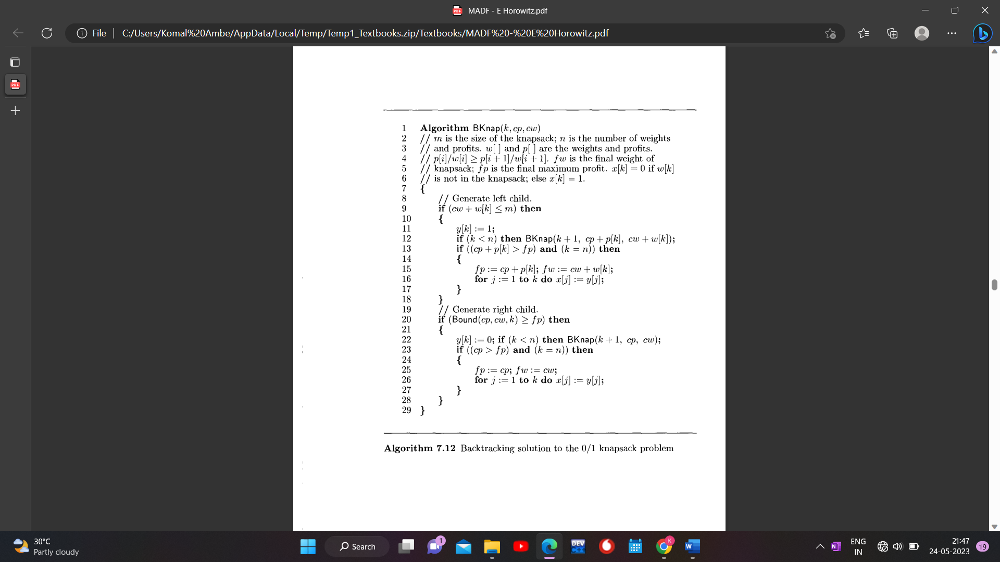 MADF - E Horowitz.pdf
File
C:/Users/Komal%20Ambe/AppData/Local/Temp/Temp1_Textbooks.zip/Textbooks/MADF%20-%20E%20Horowitz.pdf
1 Algorithm BKnap(k, cp, cw)
2 // m is the size of the knapsack; n is the number of weights
3 // and profits. w[ ] and p[ ] are the weights and profits.
4 // p[i]/w[i] ≥ p[i + 1]/w[i + 1]. fw is the final weight of
5 // knapsack; fp is the final maximum profit. x[k] = 0 if w[k]
6 // is not in the knapsack; else x[k] = 1.
7 {
8 // Generate left child.
9 if (cw + w[k] ≤ m) then
10 {
11 y[k] := 1;
12 if (k < n) then BKnap(k + 1, cp + p[k], cw + w[k]);
13 if ((cp + p[k] > fp) and (k = n)) then
14 {
15 fp := cp + p[k]; fw := cw + w[k];
16 for j := 1 to k do x[j] := y[j];
17 }
18 }
19 // Generate right child.
20 if (Bound(cp, cw, k) ≥ fp) then
21 {
22 y[k] := 0; if (k < n) then BKnap(k + 1, cp, cw);
23 if ((cp > fp) and (k = n)) then
24 {
25 fp := cp; fw := cw;
26 for j := 1 to k do x[j] := y[j];
27 }
28 }
29 }
Algorithm 7.12 Backtracking solution to the 0/1 knapsack problem
30°C
Partly cloudy
Search
1
DEV
C++
K
W
N
ENG
IN
21:47
24-05-2023
19